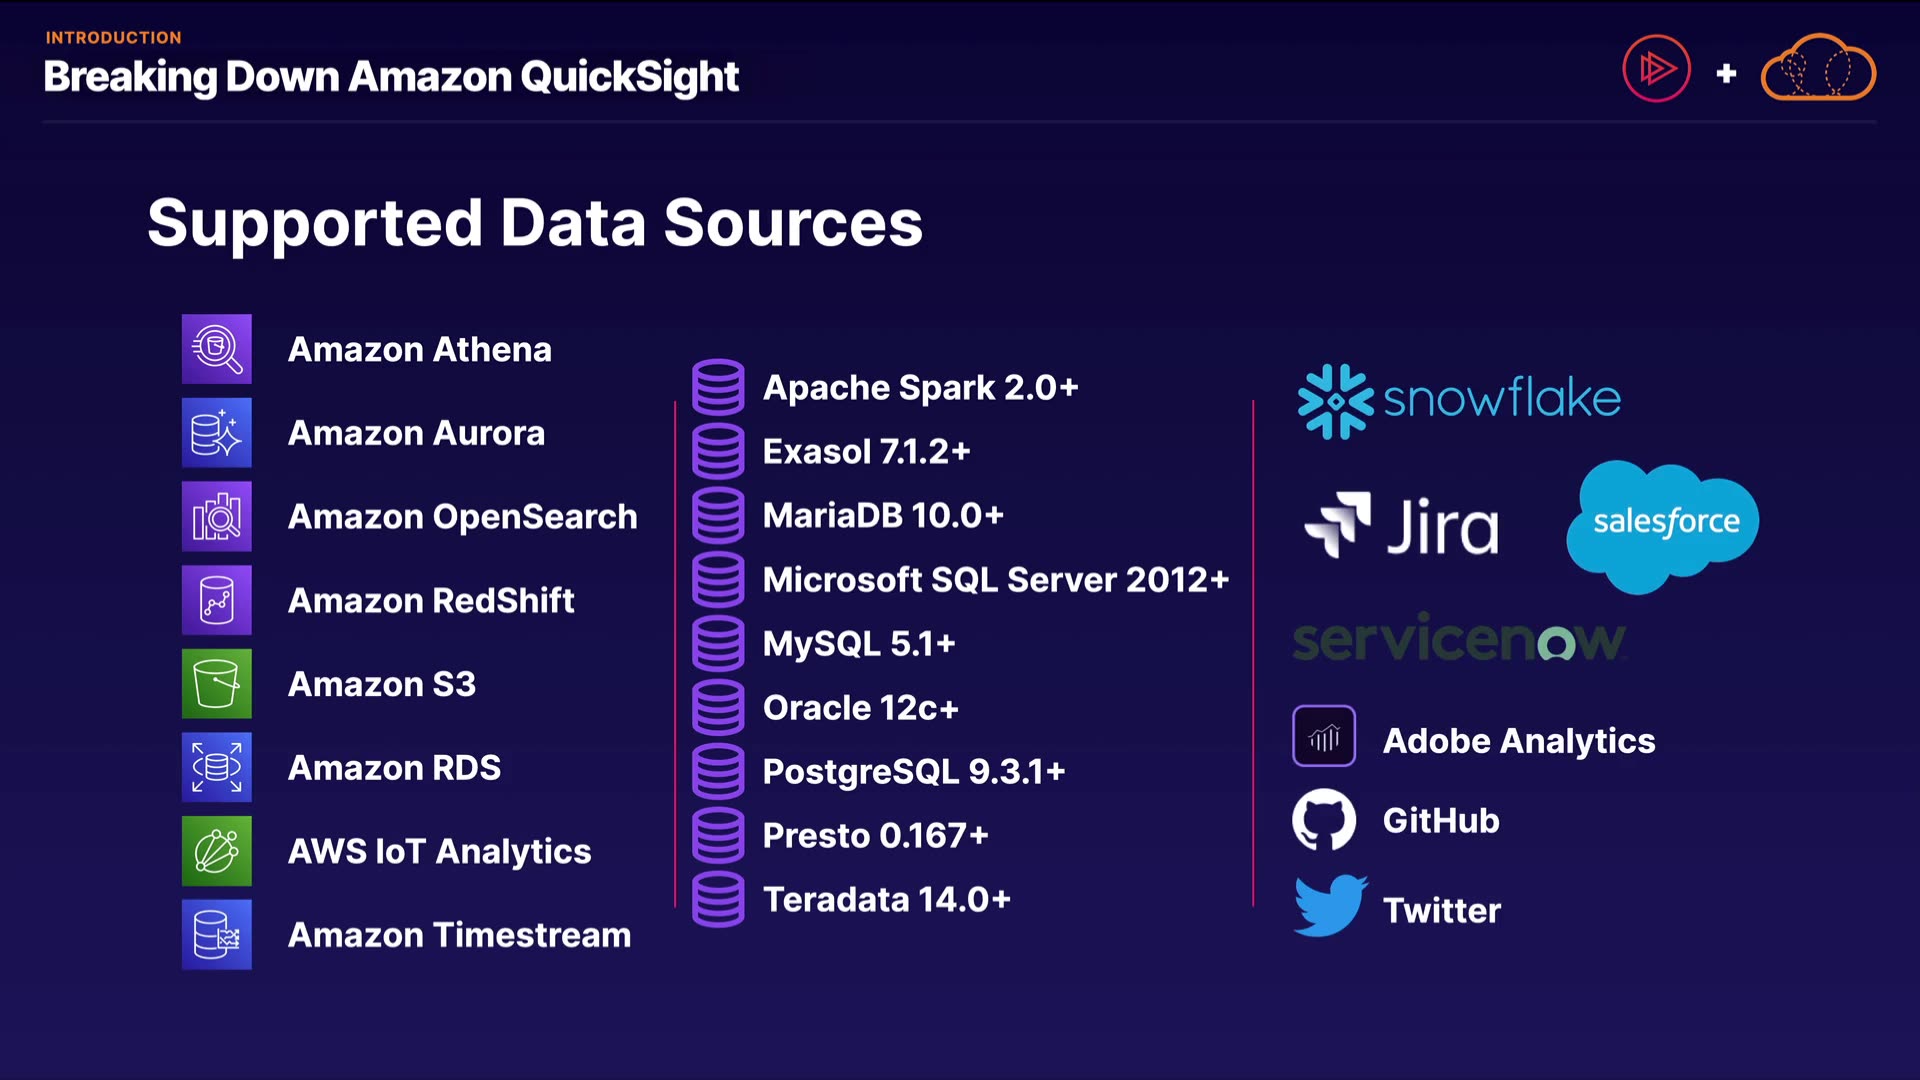 INTRODUCTION
Breaking Down Amazon QuickSight
+
Supported Data Sources
Amazon Athena
Amazon Aurora
Amazon OpenSearch
Amazon RedShift
Amazon S3
Amazon RDS
AWS IoT Analytics
Amazon Timestream
Apache Spark 2.0+
Exasol 7.1.2+
MariaDB 10.0+
Microsoft SQL Server 2012+
MySQL 5.1+
Oracle 12c+
PostgreSQL 9.3.1+
Presto 0.167+
Teradata 14.0+
snowflake
Jira
salesforce
servicenow
Adobe Analytics
GitHub
Twitter